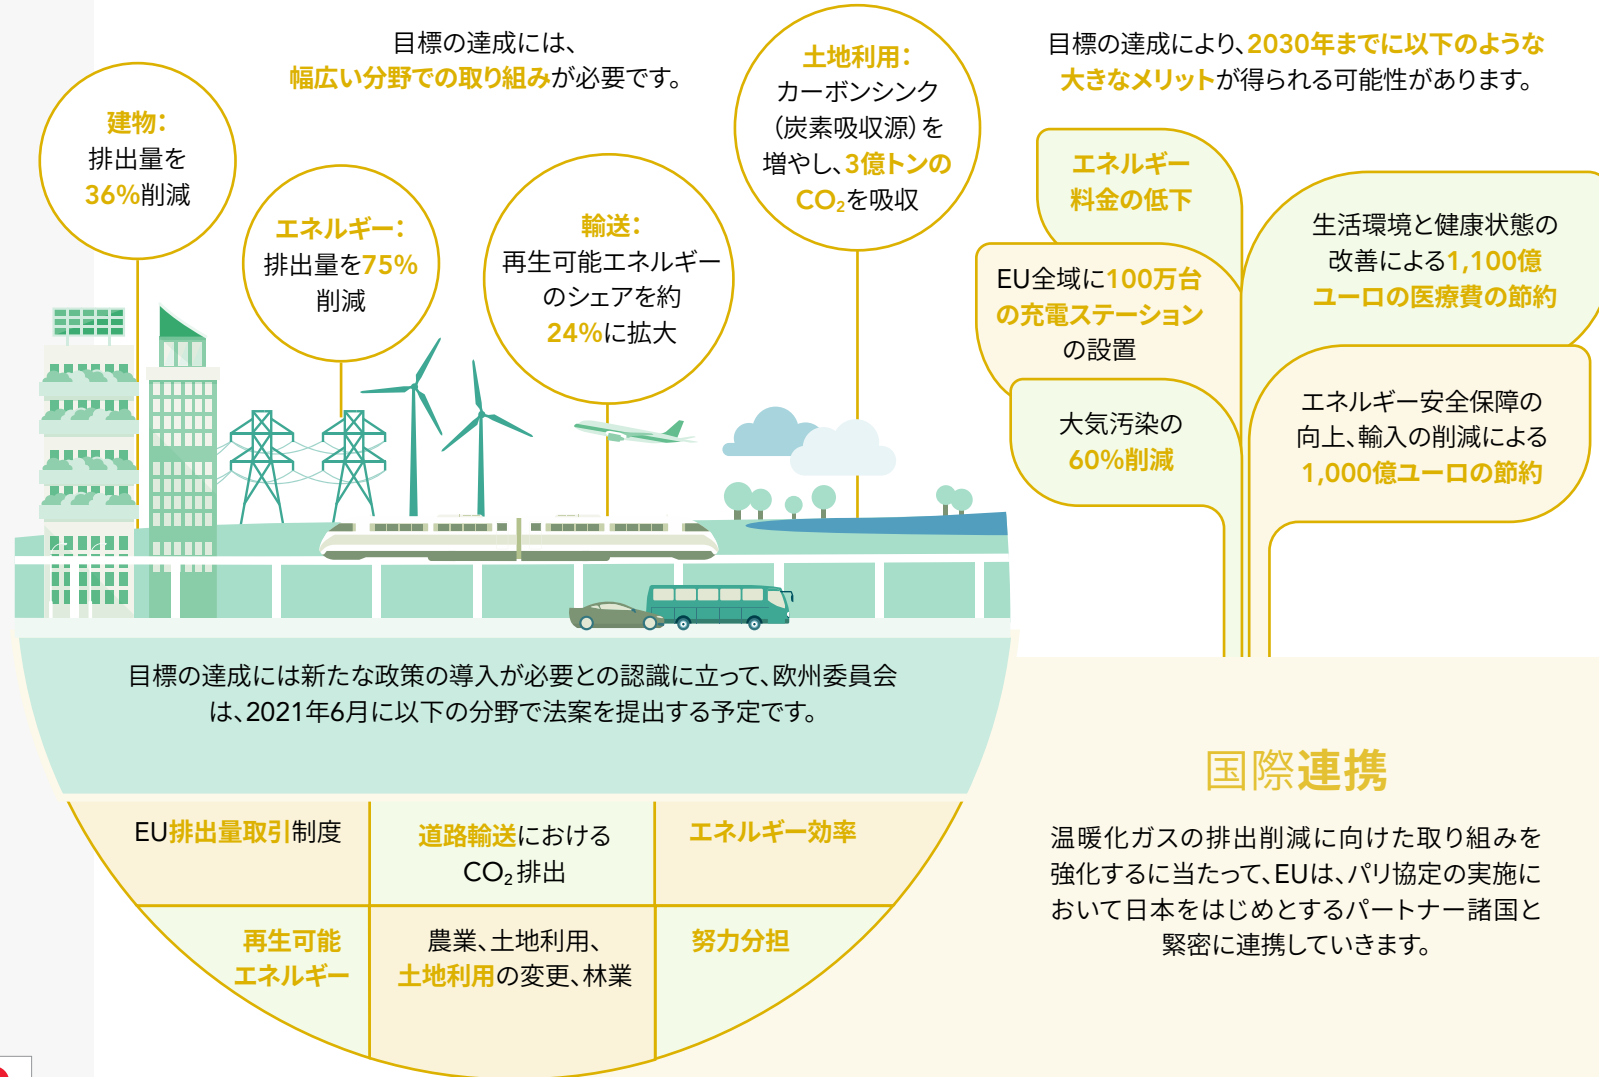 目標の達成には、
幅広い分野での取り組みが必要です。
建物：
排出量を
36%削減
エネルギー：
排出量を75%
削減
輸送：
再生可能エネルギー
のシェアを約
24%に拡大
土地利用：
カーボンシンク
（炭素吸収源）を
増やし、3億トンの
CO₂を吸収
目標の達成により、2030年までに以下のような
大きなメリットが得られる可能性があります。
エネルギー
料金の低下
EU全域に100万台
の充電ステーション
の設置
大気汚染の
60%削減
生活環境と健康状態の
改善による1,100億
ユーロの医療費の節約
エネルギー安全保障の
向上、輸入の削減による
1,000億ユーロの節約
目標の達成には新たな政策の導入が必要との認識に立って、欧州委員会
は、2021年6月に以下の分野で法案を提出する予定です。
EU排出量取引制度
道路輸送における
CO₂排出
エネルギー効率
再生可能
エネルギー
農業、土地利用、
土地利用の変更、林業
努力分担
国際連携
温暖化ガスの排出削減に向けた取り組みを
強化するに当たって、EUは、パリ協定の実施に
おいて日本をはじめとするパートナー諸国と
緊密に連携していきます。